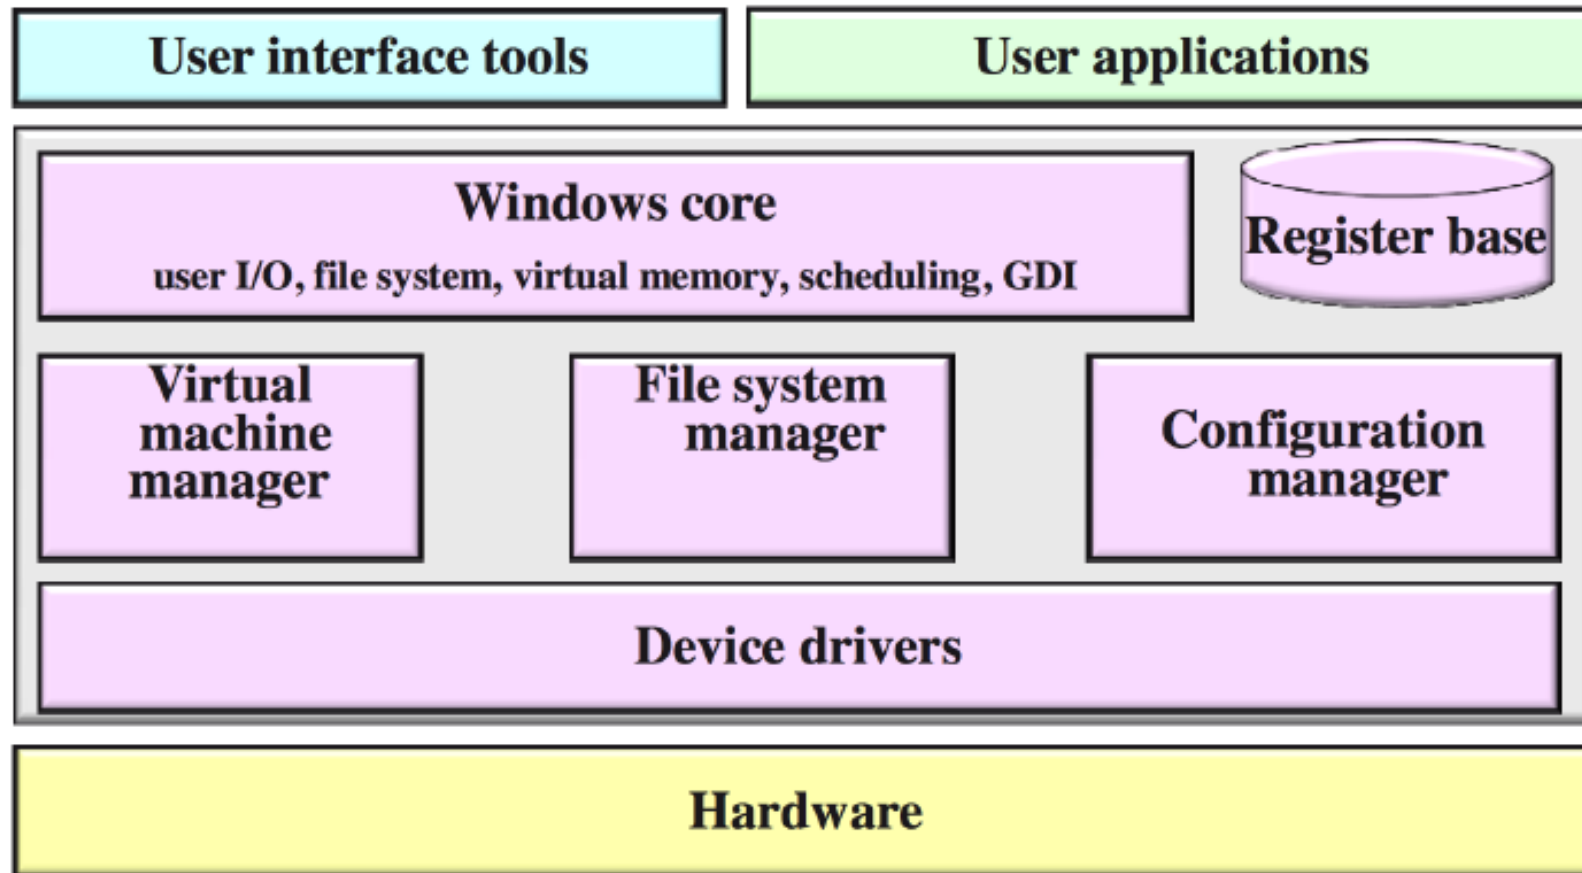 User interface tools
User applications
Windows core
user I/O, file system, virtual memory, scheduling, GDI
Register base
Virtual
machine
manager
File system
manager
Configuration
manager
Device drivers
Hardware